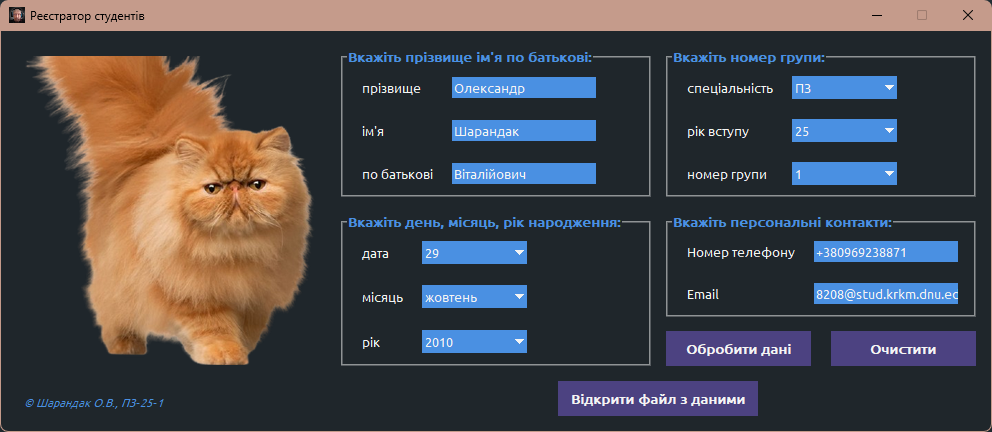 Реєстратор студентів
Вкажіть прізвище ім'я по батькові:
прізвище Олександр
ім'я Шарандак
по батькові Віталійович
Вкажіть номер групи:
спеціальність ПЗ
рік вступу 25
номер групи 1
Вкажіть день, місяць, рік народження:
дата 29
місяць жовтень
рік 2010
Вкажіть персональні контакти:
Номер телефону +380969238871
Email 8208@stud.krkm.dnu.ec
Обробити дані
Очистити
Відкрити файл з даними
© Шарандак О.В., ПЗ-25-1